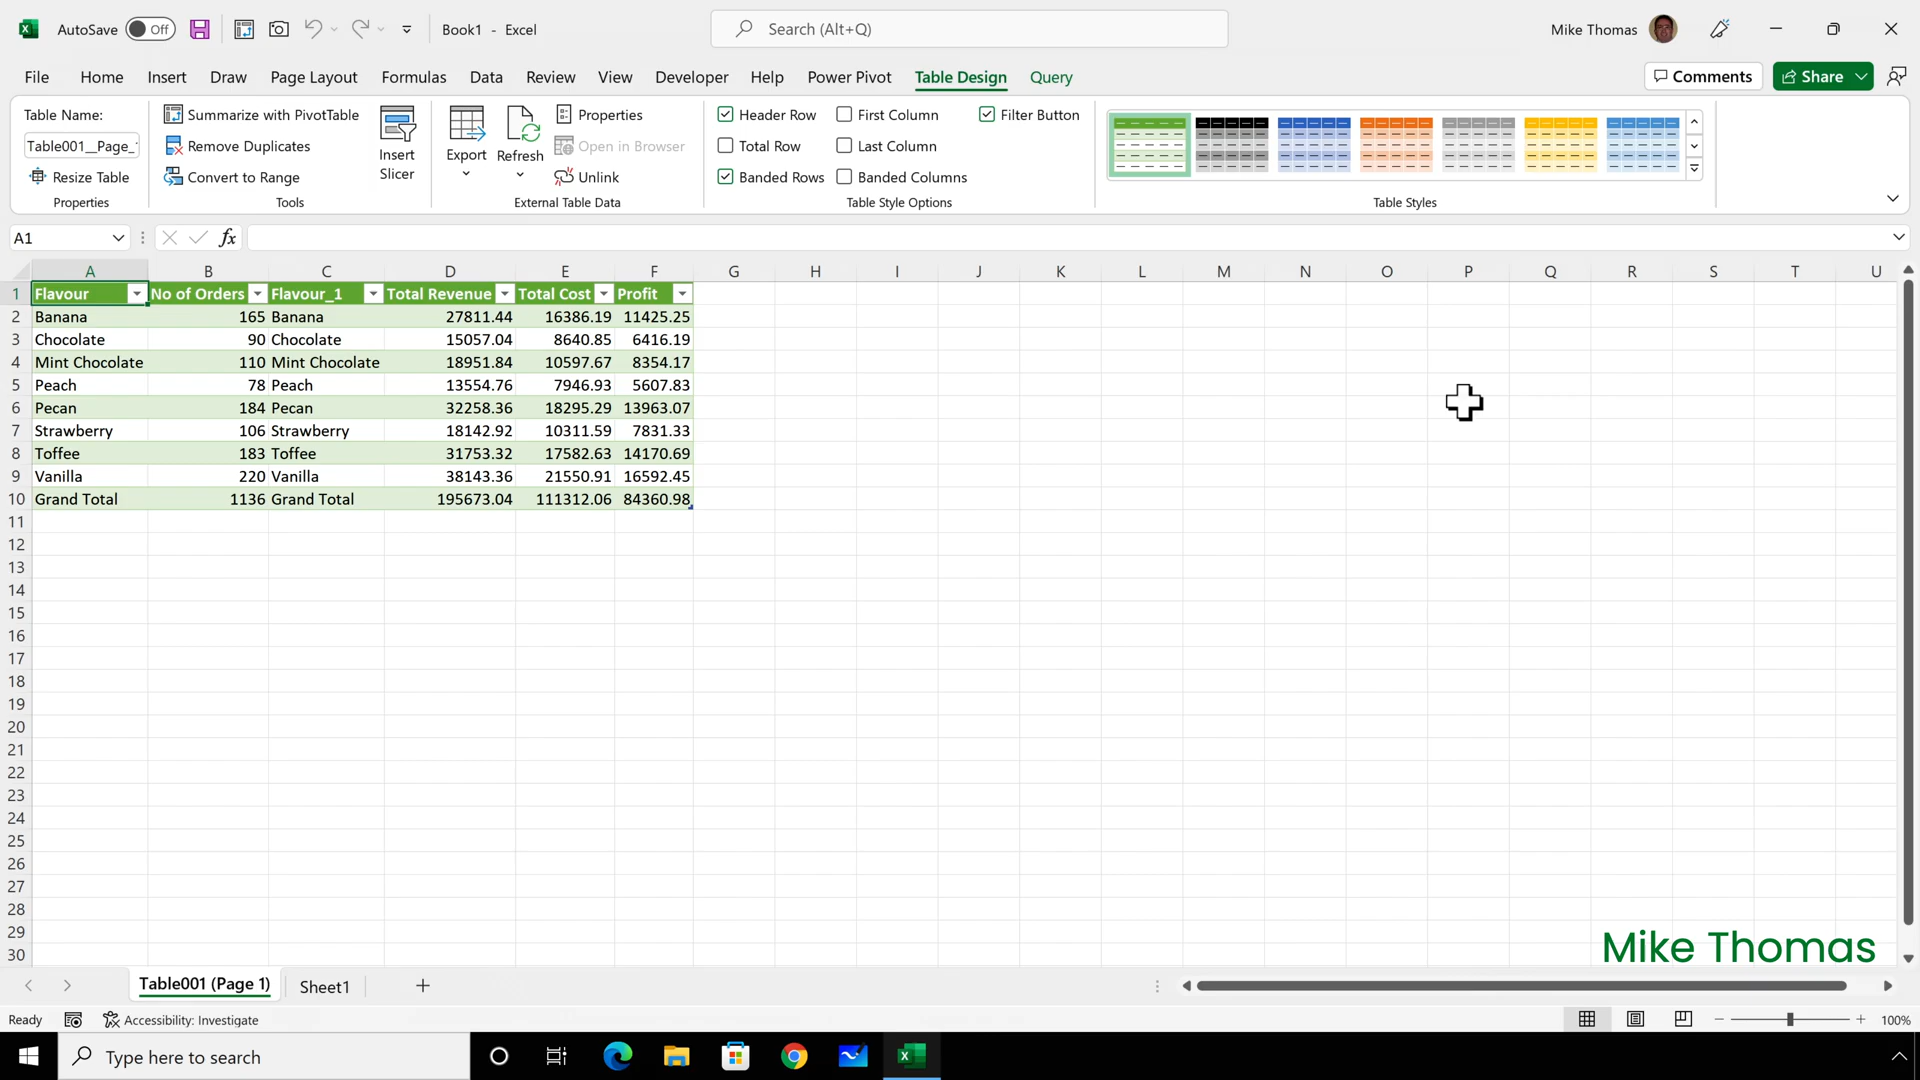 AutoSave Off Book1 - Excel Search (Alt+Q) Mike Thomas
File Home Insert Draw Page Layout Formulas Data Review View Developer Help Power Pivot Table Design Query Comments Share
Table Name:
Table001__Page_
Resize Table
Properties
Summarize with PivotTable
Remove Duplicates
Convert to Range
Tools
Insert
Slicer
Export
Refresh
Properties
Open in Browser
Unlink
External Table Data
Header Row First Column Filter Button
Total Row Last Column
Banded Rows Banded Columns
Table Style Options
Table Styles
A1 fx
A B C D E F G H I J K L M N O P Q R S T U
1 Flavour No of Orders Flavour_1 Total Revenue Total Cost Profit
2 Banana 165 Banana 27811.44 16386.19 11425.25
3 Chocolate 90 Chocolate 15057.04 8640.85 6416.19
4 Mint Chocolate 110 Mint Chocolate 18951.84 10597.67 8354.17
5 Peach 78 Peach 13554.76 7946.93 5607.83
6 Pecan 184 Pecan 32258.36 18295.29 13963.07
7 Strawberry 106 Strawberry 18142.92 10311.59 7831.33
8 Toffee 183 Toffee 31753.32 17582.63 14170.69
9 Vanilla 220 Vanilla 38143.36 21550.91 16592.45
10 Grand Total 1136 Grand Total 195673.04 111312.06 84360.98
11
12
13
14
15
16
17
18
19
20
21
22
23
24
25
26
27
28
29
30
Mike Thomas
Table001 (Page 1) Sheet1
Ready Accessibility: Investigate 100%
Type here to search